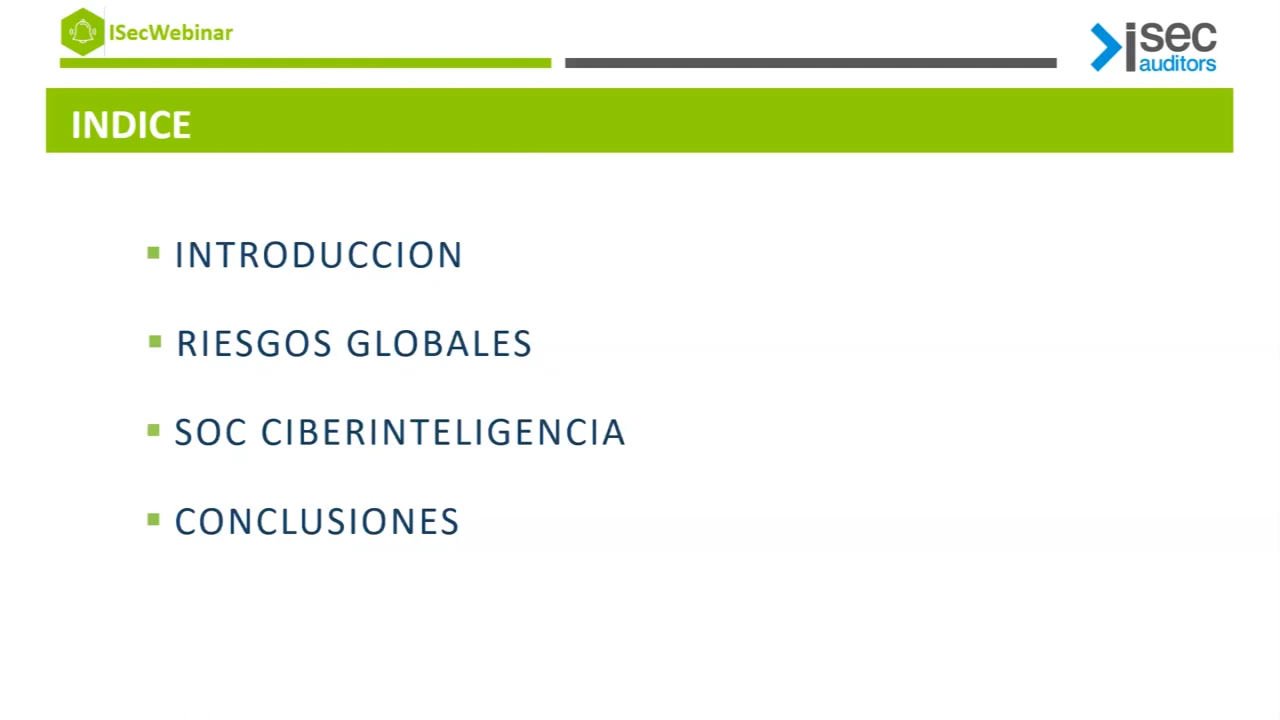 ISecWebinar
isec
auditors
INDICE
INTRODUCCION
RIESGOS GLOBALES
SOC CIBERINTELIGENCIA
CONCLUSIONES